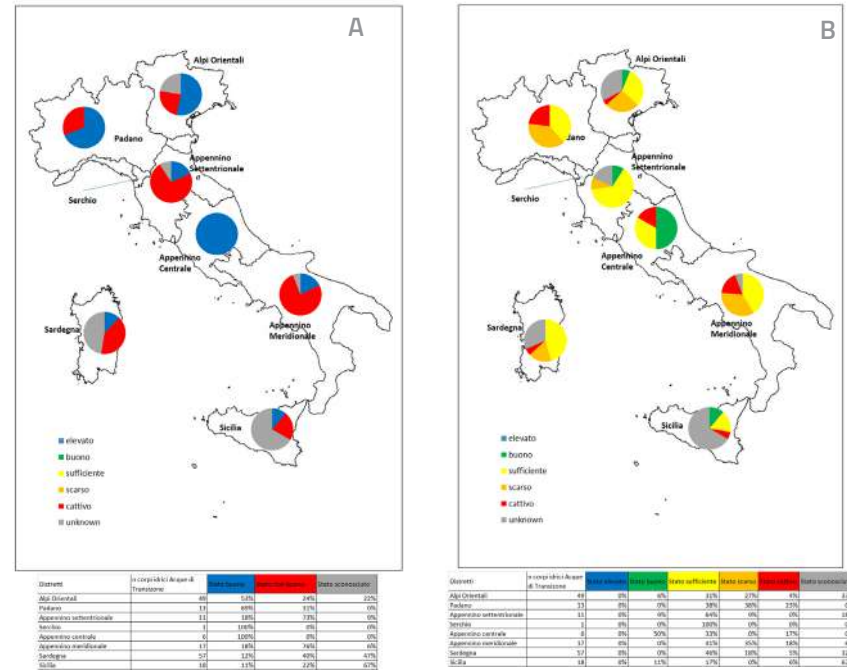 A
Alpi Orientali
Padano
Appennino
Settentrionale
Serchio
Appennino
Centrale
Appennino
Meridionale
Sardegna
Sicilia
elevato
buono
sufficiente
scarso
cattivo
unknown
Distretti n corpi idrici Acque di Transizione Stato buono Stato non buono Stato sconosciuto
Alpi Orientali 49 53% 24% 22%
Padano 13 69% 31% 0%
Appennino settentrionale 11 18% 73% 9%
Serchio 1 100% 0% 0%
Appennino centrale 6 100% 0% 0%
Appennino meridionale 17 18% 76% 6%
Sardegna 57 12% 40% 47%
Sicilia 18 11% 22% 67%
B
Alpi Orientali
Appennino
Settentrionale
Serchio
Appennino
Centrale
Appennino
Meridionale
Sardegna
Sicilia
elevato
buono
sufficiente
scarso
cattivo
unknown
Distretti n corpi idrici Acque di Transizione Stato elevato Stato buono Stato sufficiente Stato scarso Stato cattivo
Alpi Orientali 49 0% 6% 31% 27% 4%
Padano 13 0% 0% 38% 38% 23%
Appennino settentrionale 11 0% 64% 0%
Serchio 1 0% 0% 100% 0% 0%
Appennino centrale 6 0% 50% 33% 0% 17%
Appennino meridionale 17 0% 0% 41% 35% 18%
Sardegna 57 0% 0% 46% 18% 5%
Sicilia 18 0% 11% 17% 0% 6%